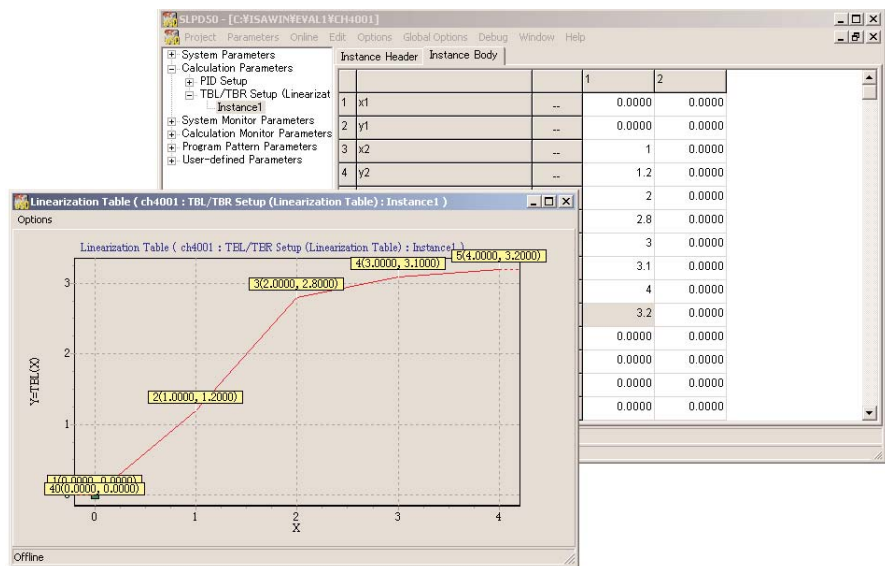 SLPD50 - [C:¥ISAWIN¥EVAL1¥CH4001]
Project Parameters Online Edit Options Global Options Debug Window Help
System Parameters
Calculation Parameters
PID Setup
TBL/TBR Setup (Linearizat
Instance1
System Monitor Parameters
Calculation Monitor Parameters
Program Pattern Parameters
User-defined Parameters
Instance Header Instance Body
1 2
1 x1 -- 0.0000 0.0000
2 y1 -- 0.0000 0.0000
3 x2 -- 1 0.0000
4 y2 -- 1.2 0.0000
2 0.0000
2.8 0.0000
3 0.0000
3.1 0.0000
4 0.0000
3.2 0.0000
0.0000 0.0000
0.0000 0.0000
0.0000 0.0000
0.0000 0.0000
Linearization Table ( ch4001 : TBL/TBR Setup (Linearization Table) : Instance1 )
Options
Linearization Table ( ch4001 : TBL/TBR Setup (Linearization Table) : Instance1 )
5(4.0000, 3.2000)
4(3.0000, 3.1000)
3(2.0000, 2.8000)
2(1.0000, 1.2000)
1(0.0000, 0.0000)
40(0.0000, 0.0000)
Y=TBL(X)
3
2
1
0
0 1 2 3 4
X
Offline